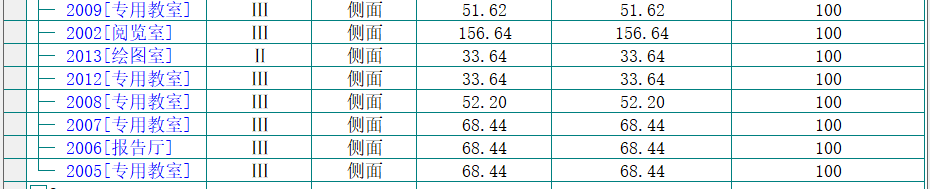 2009[专用教室] III 侧面 51.62 51.62 100
2002[阅览室] III 侧面 156.64 156.64 100
2013[绘图室] II 侧面 33.64 33.64 100
2012[专用教室] III 侧面 33.64 33.64 100
2008[专用教室] III 侧面 52.20 52.20 100
2007[专用教室] III 侧面 68.44 68.44 100
2006[报告厅] III 侧面 68.44 68.44 100
2005[专用教室] III 侧面 68.44 68.44 100